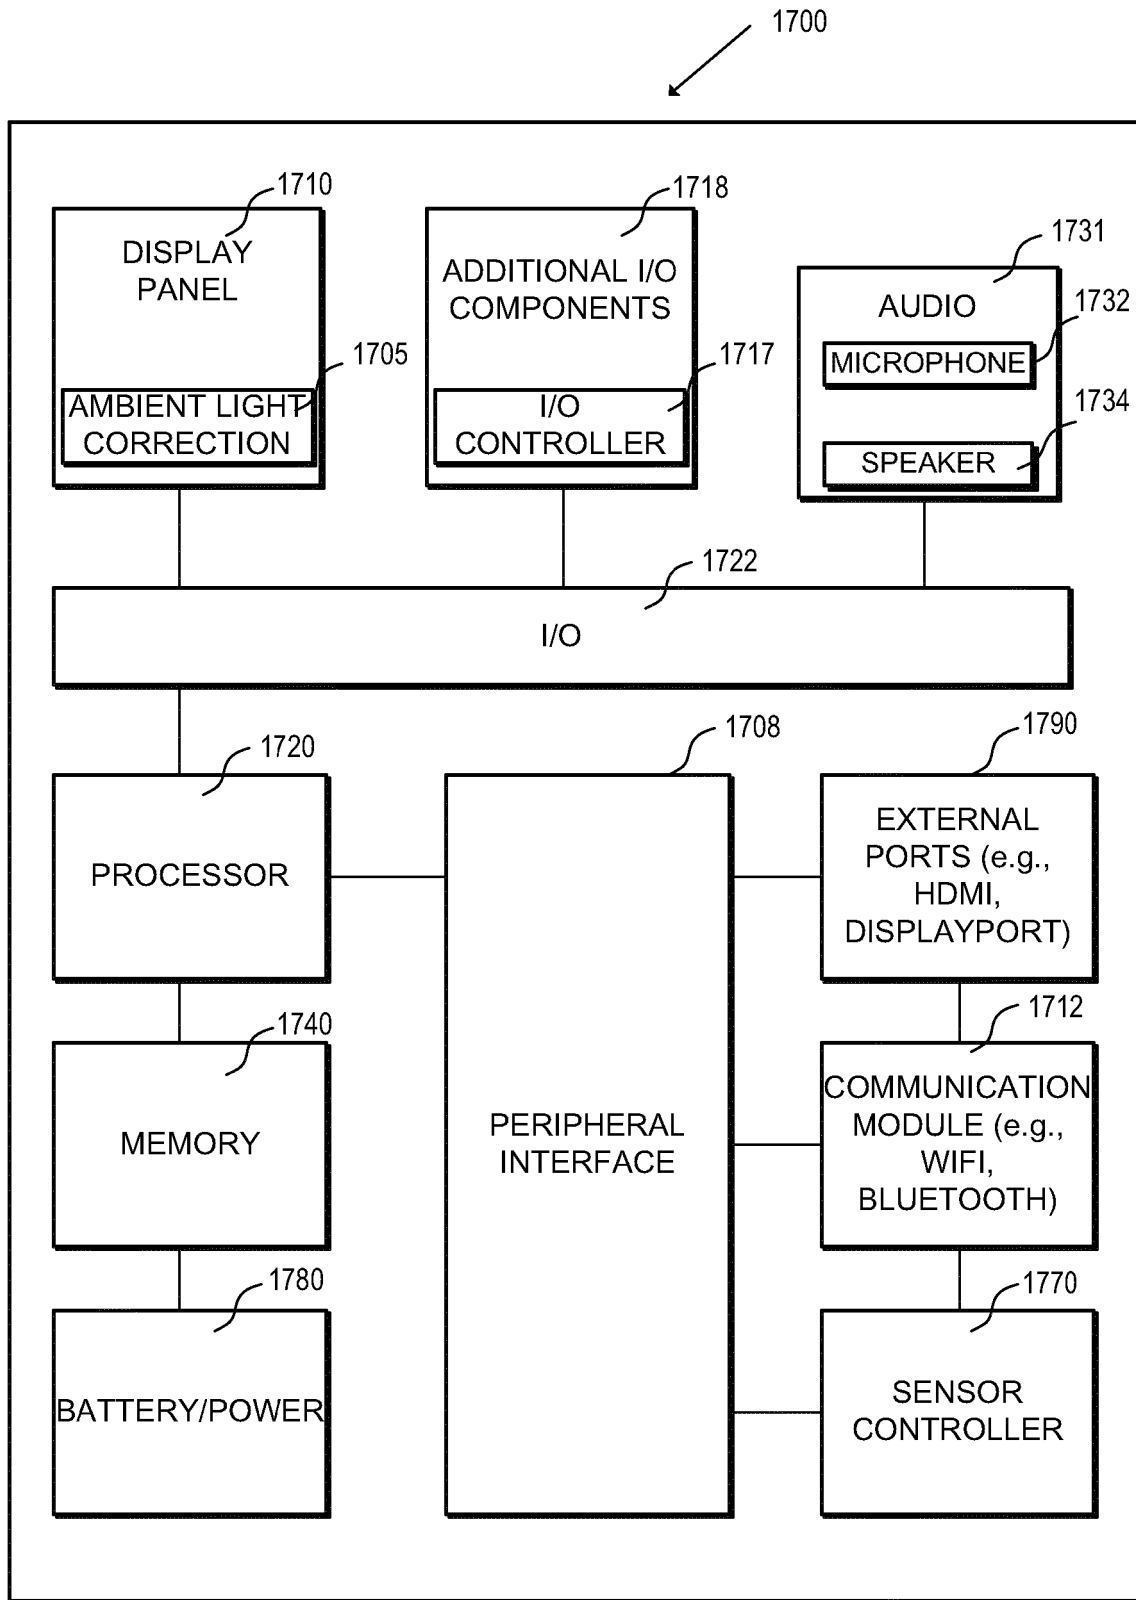 1700
1710
DISPLAY
PANEL
1705
AMBIENT LIGHT
CORRECTION
1718
ADDITIONAL I/O
COMPONENTS
1717
I/O
CONTROLLER
1731
AUDIO
1732
MICROPHONE
1734
SPEAKER
1722
I/O
1720
PROCESSOR
1708
PERIPHERAL
INTERFACE
1790
EXTERNAL
PORTS (e.g.,
HDMI,
DISPLAYPORT)
1740
MEMORY
1712
COMMUNICATION
MODULE (e.g.,
WIFI,
BLUETOOTH)
1780
BATTERY/POWER
1770
SENSOR
CONTROLLER